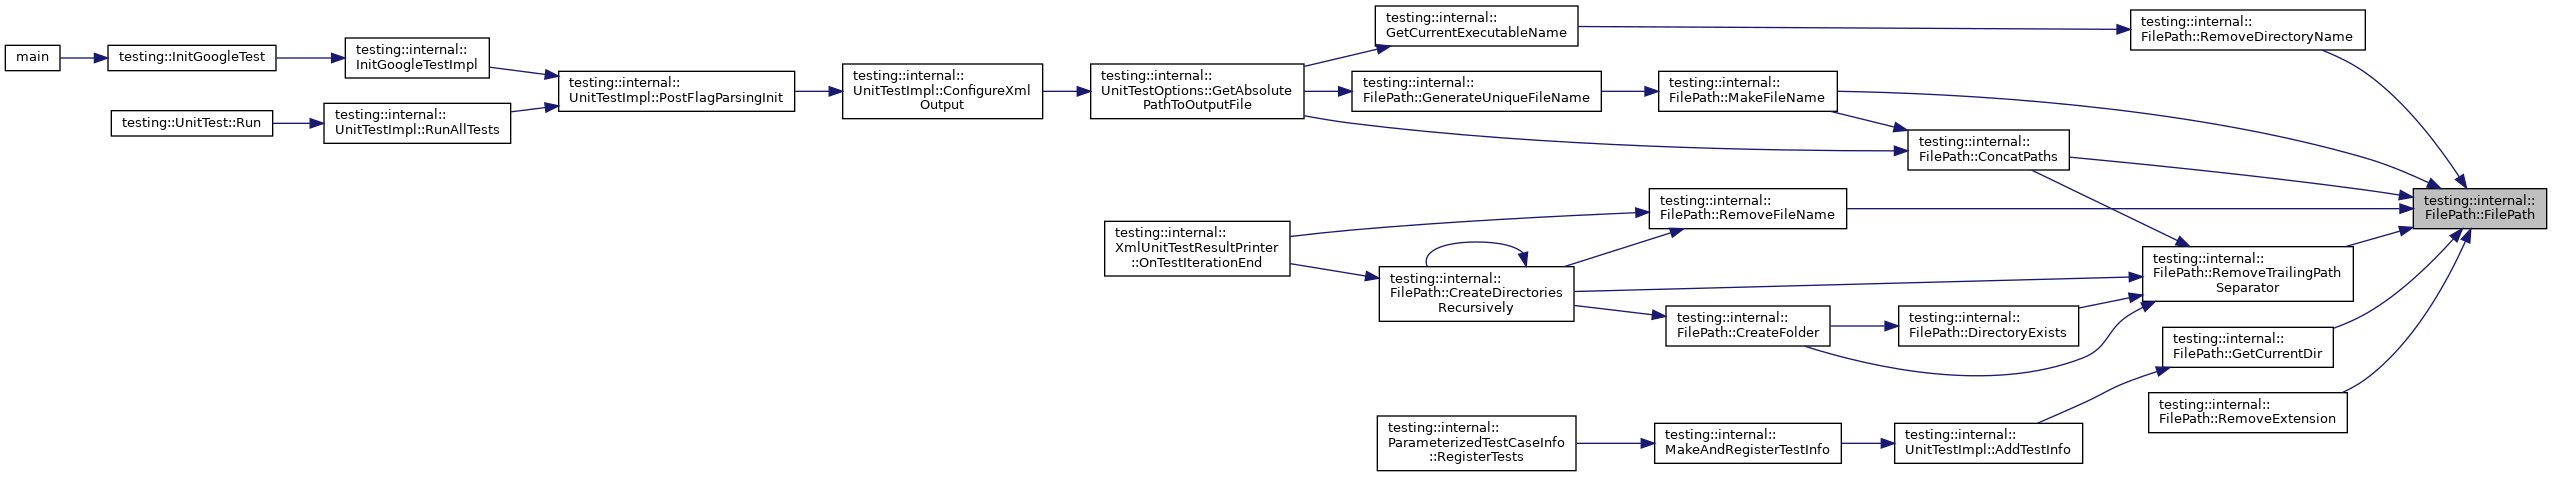 main
testing::InitGoogleTest
testing::internal::
InitGoogleTestImpl
testing::UnitTest::Run
testing::internal::
UnitTestImpl::RunAllTests
testing::internal::
UnitTestImpl::PostFlagParsingInit
testing::internal::
UnitTestImpl::ConfigureXml
Output
testing::internal::
UnitTestOptions::GetAbsolute
PathToOutputFile
testing::internal::
GetCurrentExecutableName
testing::internal::
FilePath::GenerateUniqueFileName
testing::internal::
FilePath::MakeFileName
testing::internal::
FilePath::ConcatPaths
testing::internal::
FilePath::RemoveDirectoryName
testing::internal::
FilePath::FilePath
testing::internal::
FilePath::RemoveFileName
testing::internal::
XmlUnitTestResultPrinter
::OnTestIterationEnd
testing::internal::
FilePath::CreateDirectories
Recursively
testing::internal::
FilePath::CreateFolder
testing::internal::
FilePath::DirectoryExists
testing::internal::
FilePath::RemoveTrailingPath
Separator
testing::internal::
FilePath::GetCurrentDir
testing::internal::
FilePath::RemoveExtension
testing::internal::
ParameterizedTestCaseInfo
::RegisterTests
testing::internal::
MakeAndRegisterTestInfo
testing::internal::
UnitTestImpl::AddTestInfo